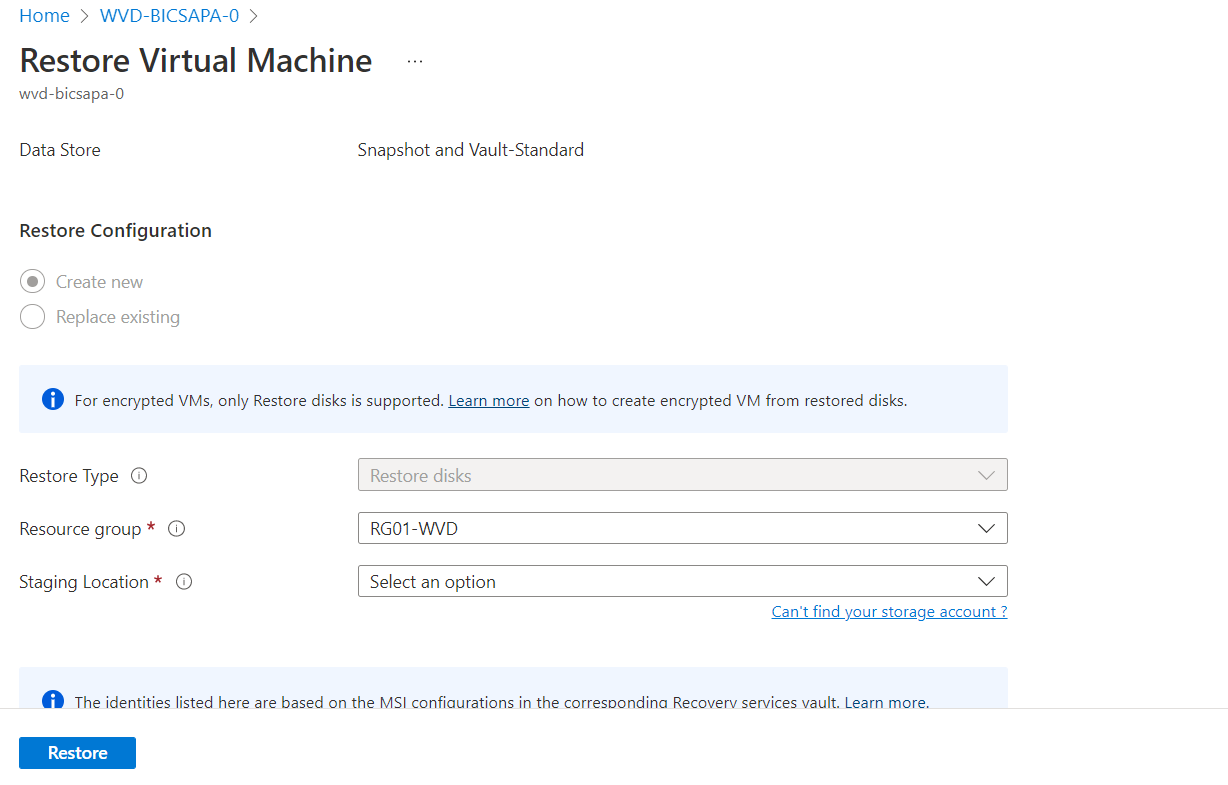 Home > WVD-BICSAPA-0 >
Restore Virtual Machine ...
wvd-bicsapa-0
Data Store Snapshot and Vault-Standard
Restore Configuration
Create new
Replace existing
For encrypted VMs, only Restore disks is supported. Learn more on how to create encrypted VM from restored disks.
Restore Type Restore disks
Resource group * RG01-WVD
Staging Location * Select an option
Can't find your storage account ?
The identities listed here are based on the MSI configurations in the corresponding Recovery services vault. Learn more.
Restore